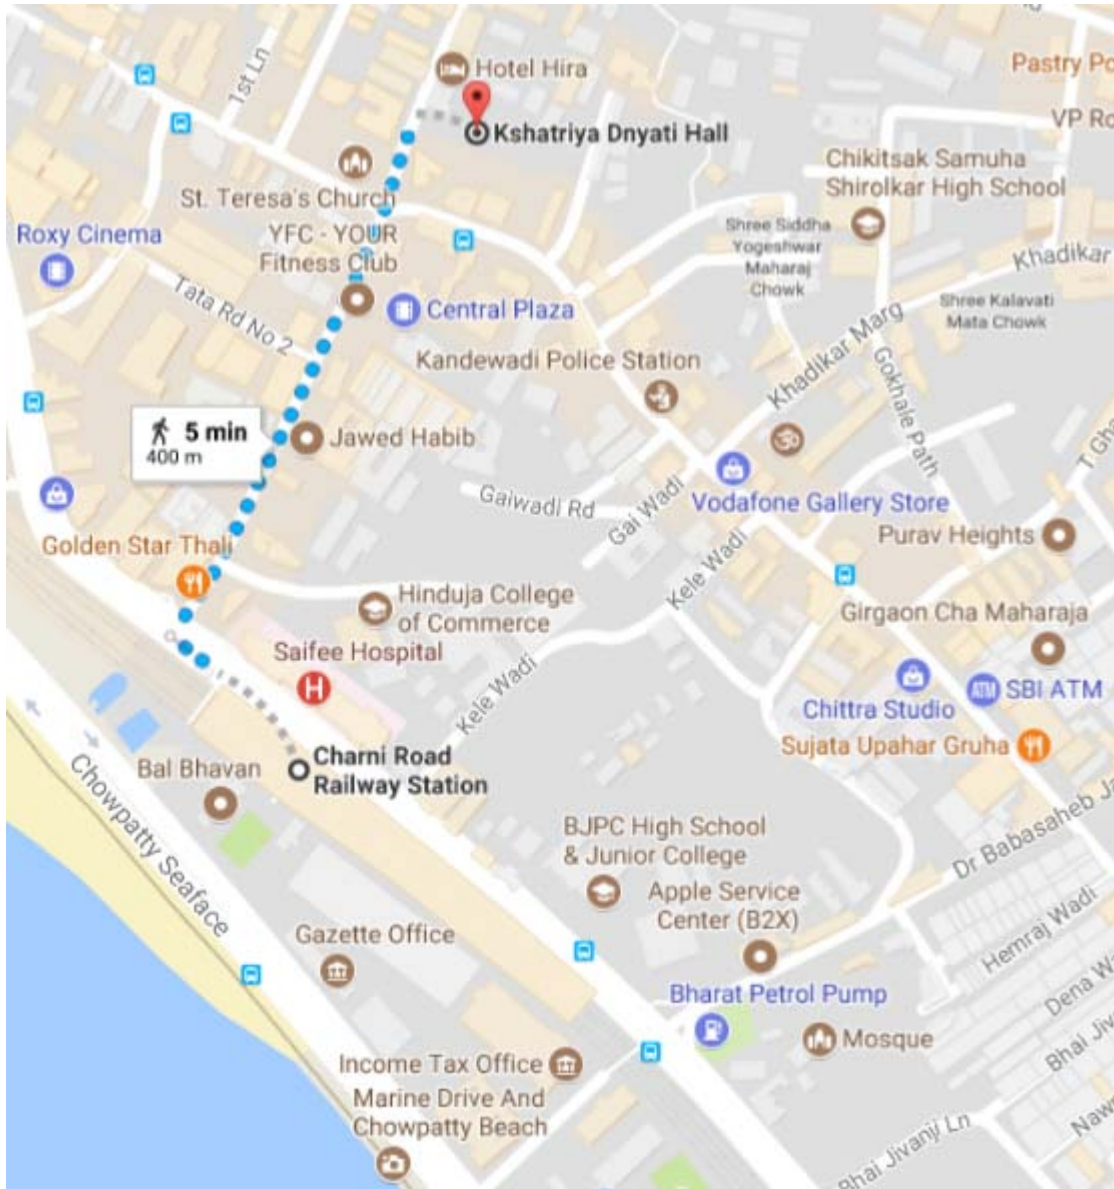 Hotel Hira
1st Ln
Pastry Po
VP Ro
Kshatriya Dnyati Hall
Chikitsak Samuha
Shirolkar High School
St. Teresa's Church
Roxy Cinema
YFC - YOUR
Fitness Club
Shree Siddha
Yogeshwar
Maharaj
Chowk
Khadikar
Tata Rd No 2
Central Plaza
Shree Kalavati
Mata Chowk
Khadikar Marg
Kandewadi Police Station
Gokhale Path
5 min
400 m
Jawed Habib
T Gha
Gaiwadi Rd
Gai Wadi
Vodafone Gallery Store
Purav Heights
Golden Star Thali
Kele Wadi
Hinduja College
of Commerce
Girgaon Cha Maharaja
Saifee Hospital
H
Kele Wadi
ATM
SBI ATM
Chittra Studio
Sujata Upahar Gruha
Charni Road
Railway Station
Bal Bhavan
Chowpatty Seaface
Dr Babasaheb Ja
BJPC High School
& Junior College
Apple Service
Center (B2X)
Gazette Office
Hemraj Wadi
Dena Wa
Bharat Petrol Pump
Mosque
Bhai Jiv
Income Tax Office
Marine Drive And
Chowpatty Beach
Nawr
Bhai Jivanji Ln